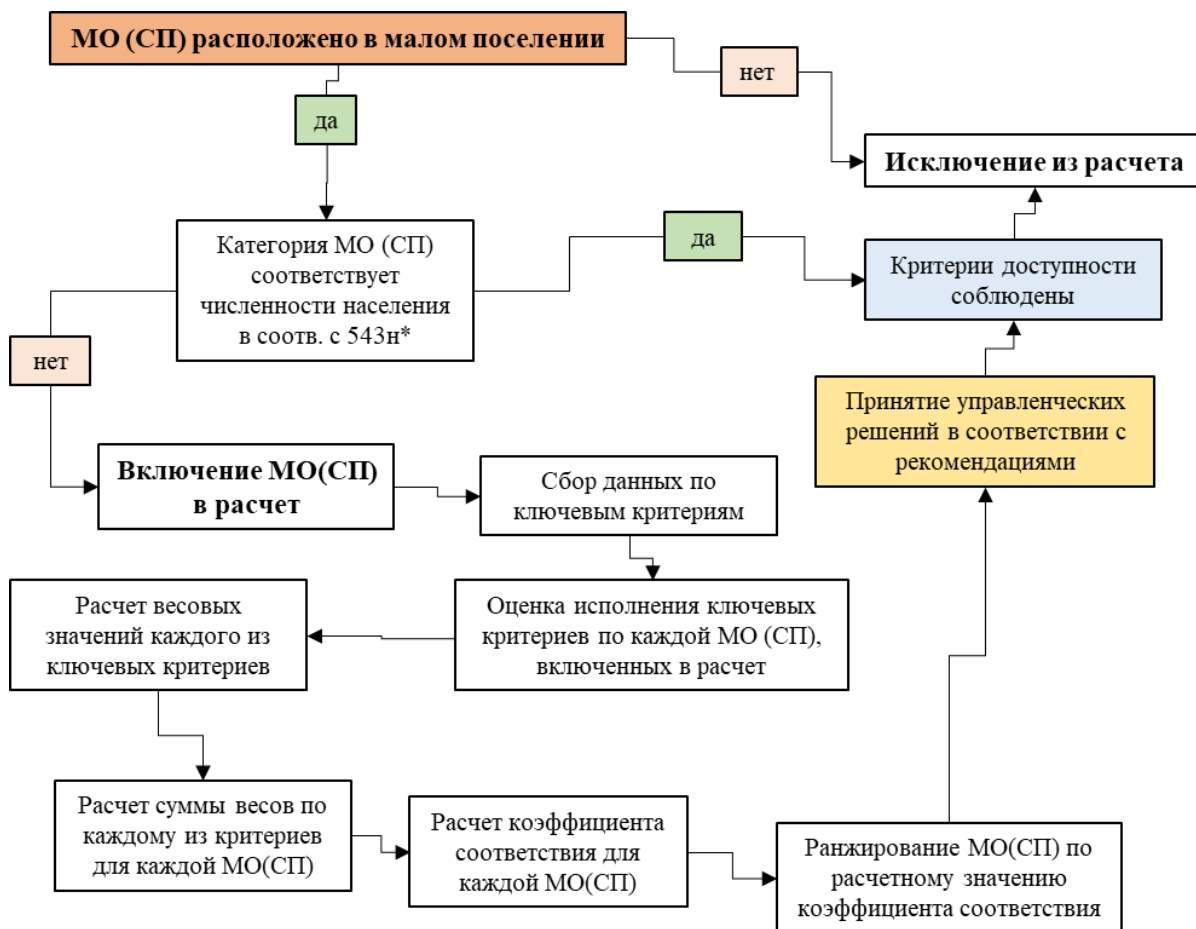 МО (СП) расположено в малом поселении
нет
да
Исключение из расчета
Категория МО (СП)
соответствует
численности населения
в соотв. с 543н*
да
Критерии доступности
соблюдены
нет
Принятие управленческих
решений в соответствии с
рекомендациями
Включение МО(СП)
в расчет
Сбор данных по
ключевым критериям
Расчет весовых
значений каждого из
ключевых критериев
Оценка исполнения ключевых
критериев по каждой МО (СП),
включенных в расчет
Расчет суммы весов по
каждому из критериев
для каждой МО(СП)
Расчет коэффициента
соответствия для
каждой МО(СП)
Ранжирование МО(СП) по
расчетному значению
коэффициента соответствия